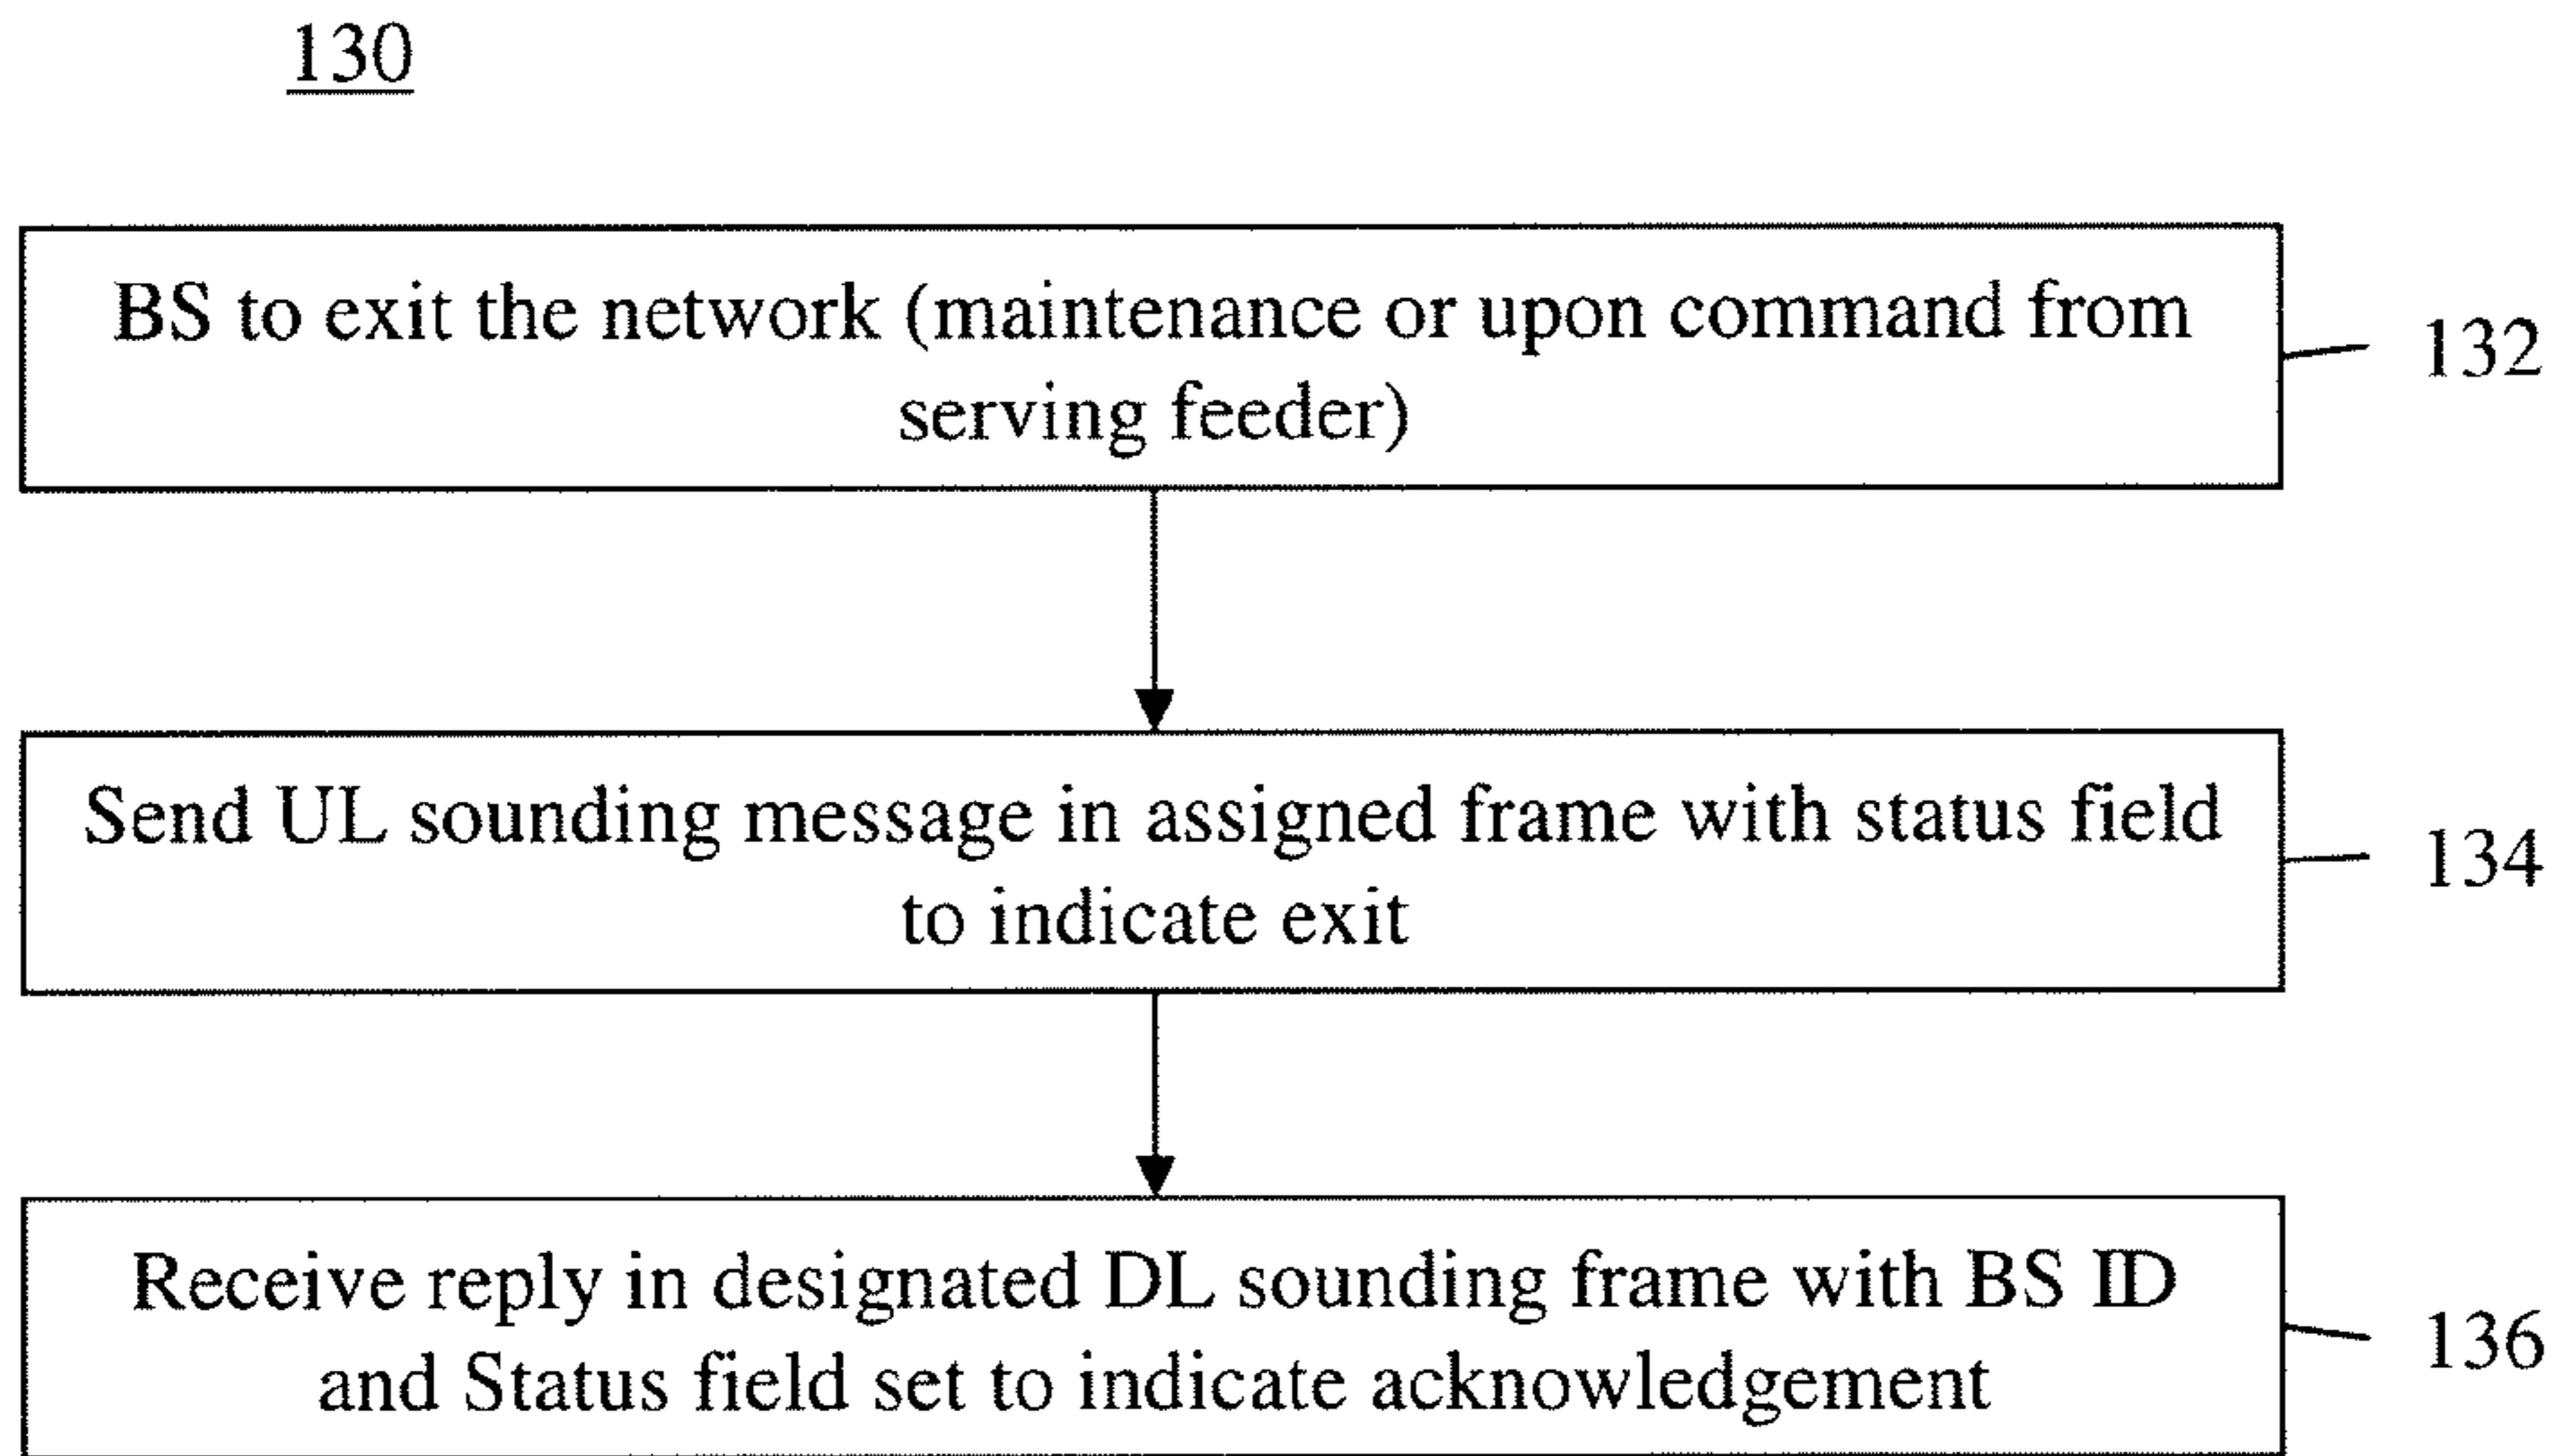 130
BS to exit the network (maintenance or upon command from
serving feeder)
132
Send UL sounding message in assigned frame with status field
to indicate exit
134
Receive reply in designated DL sounding frame with BS ID
and Status field set to indicate acknowledgement
136